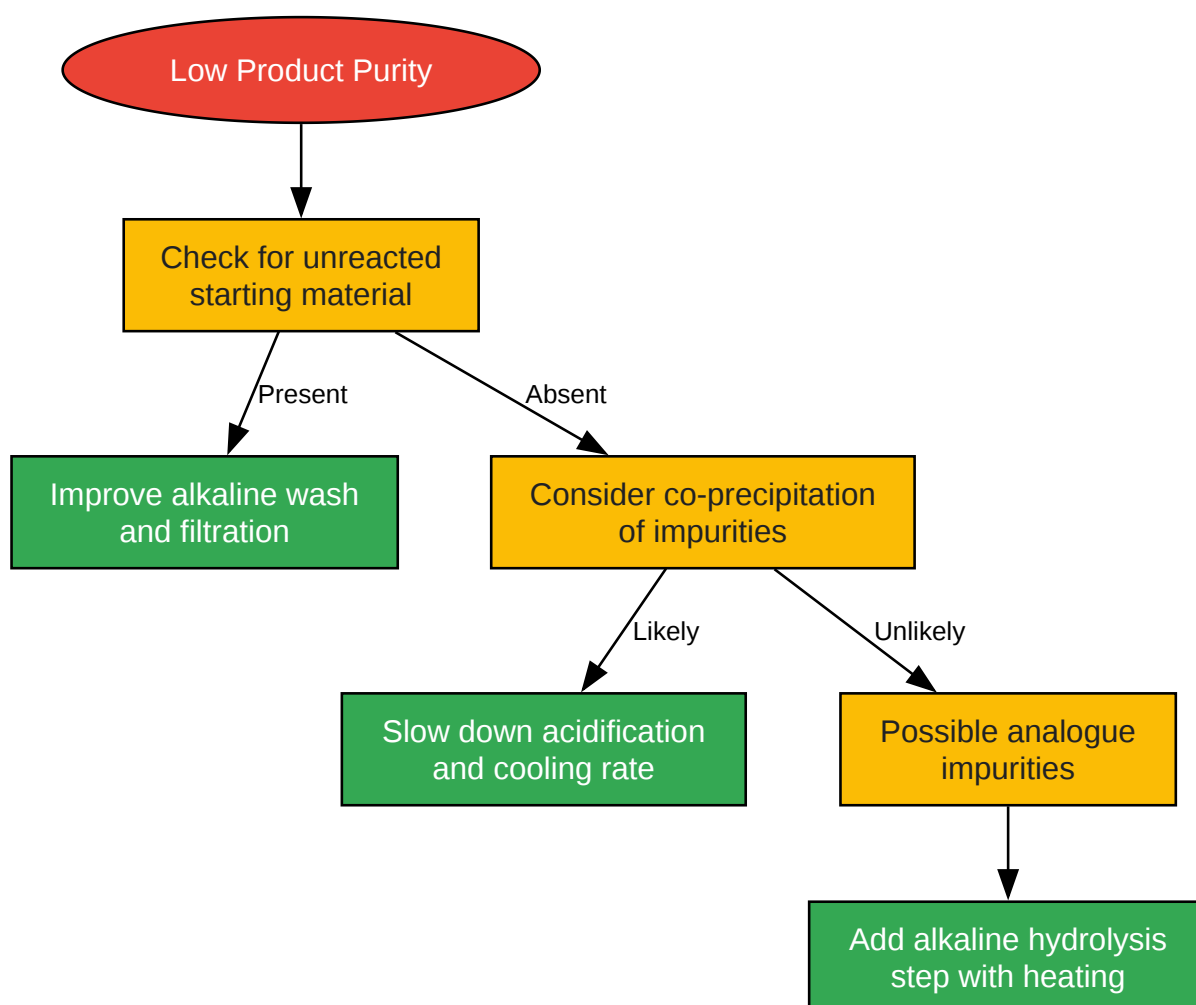 Low Product Purity
Check for unreacted
starting material
Present
Absent
Improve alkaline wash
and filtration
Consider co-precipitation
of impurities
Likely
Unlikely
Slow down acidification
and cooling rate
Possible analogue
impurities
Add alkaline hydrolysis
step with heating